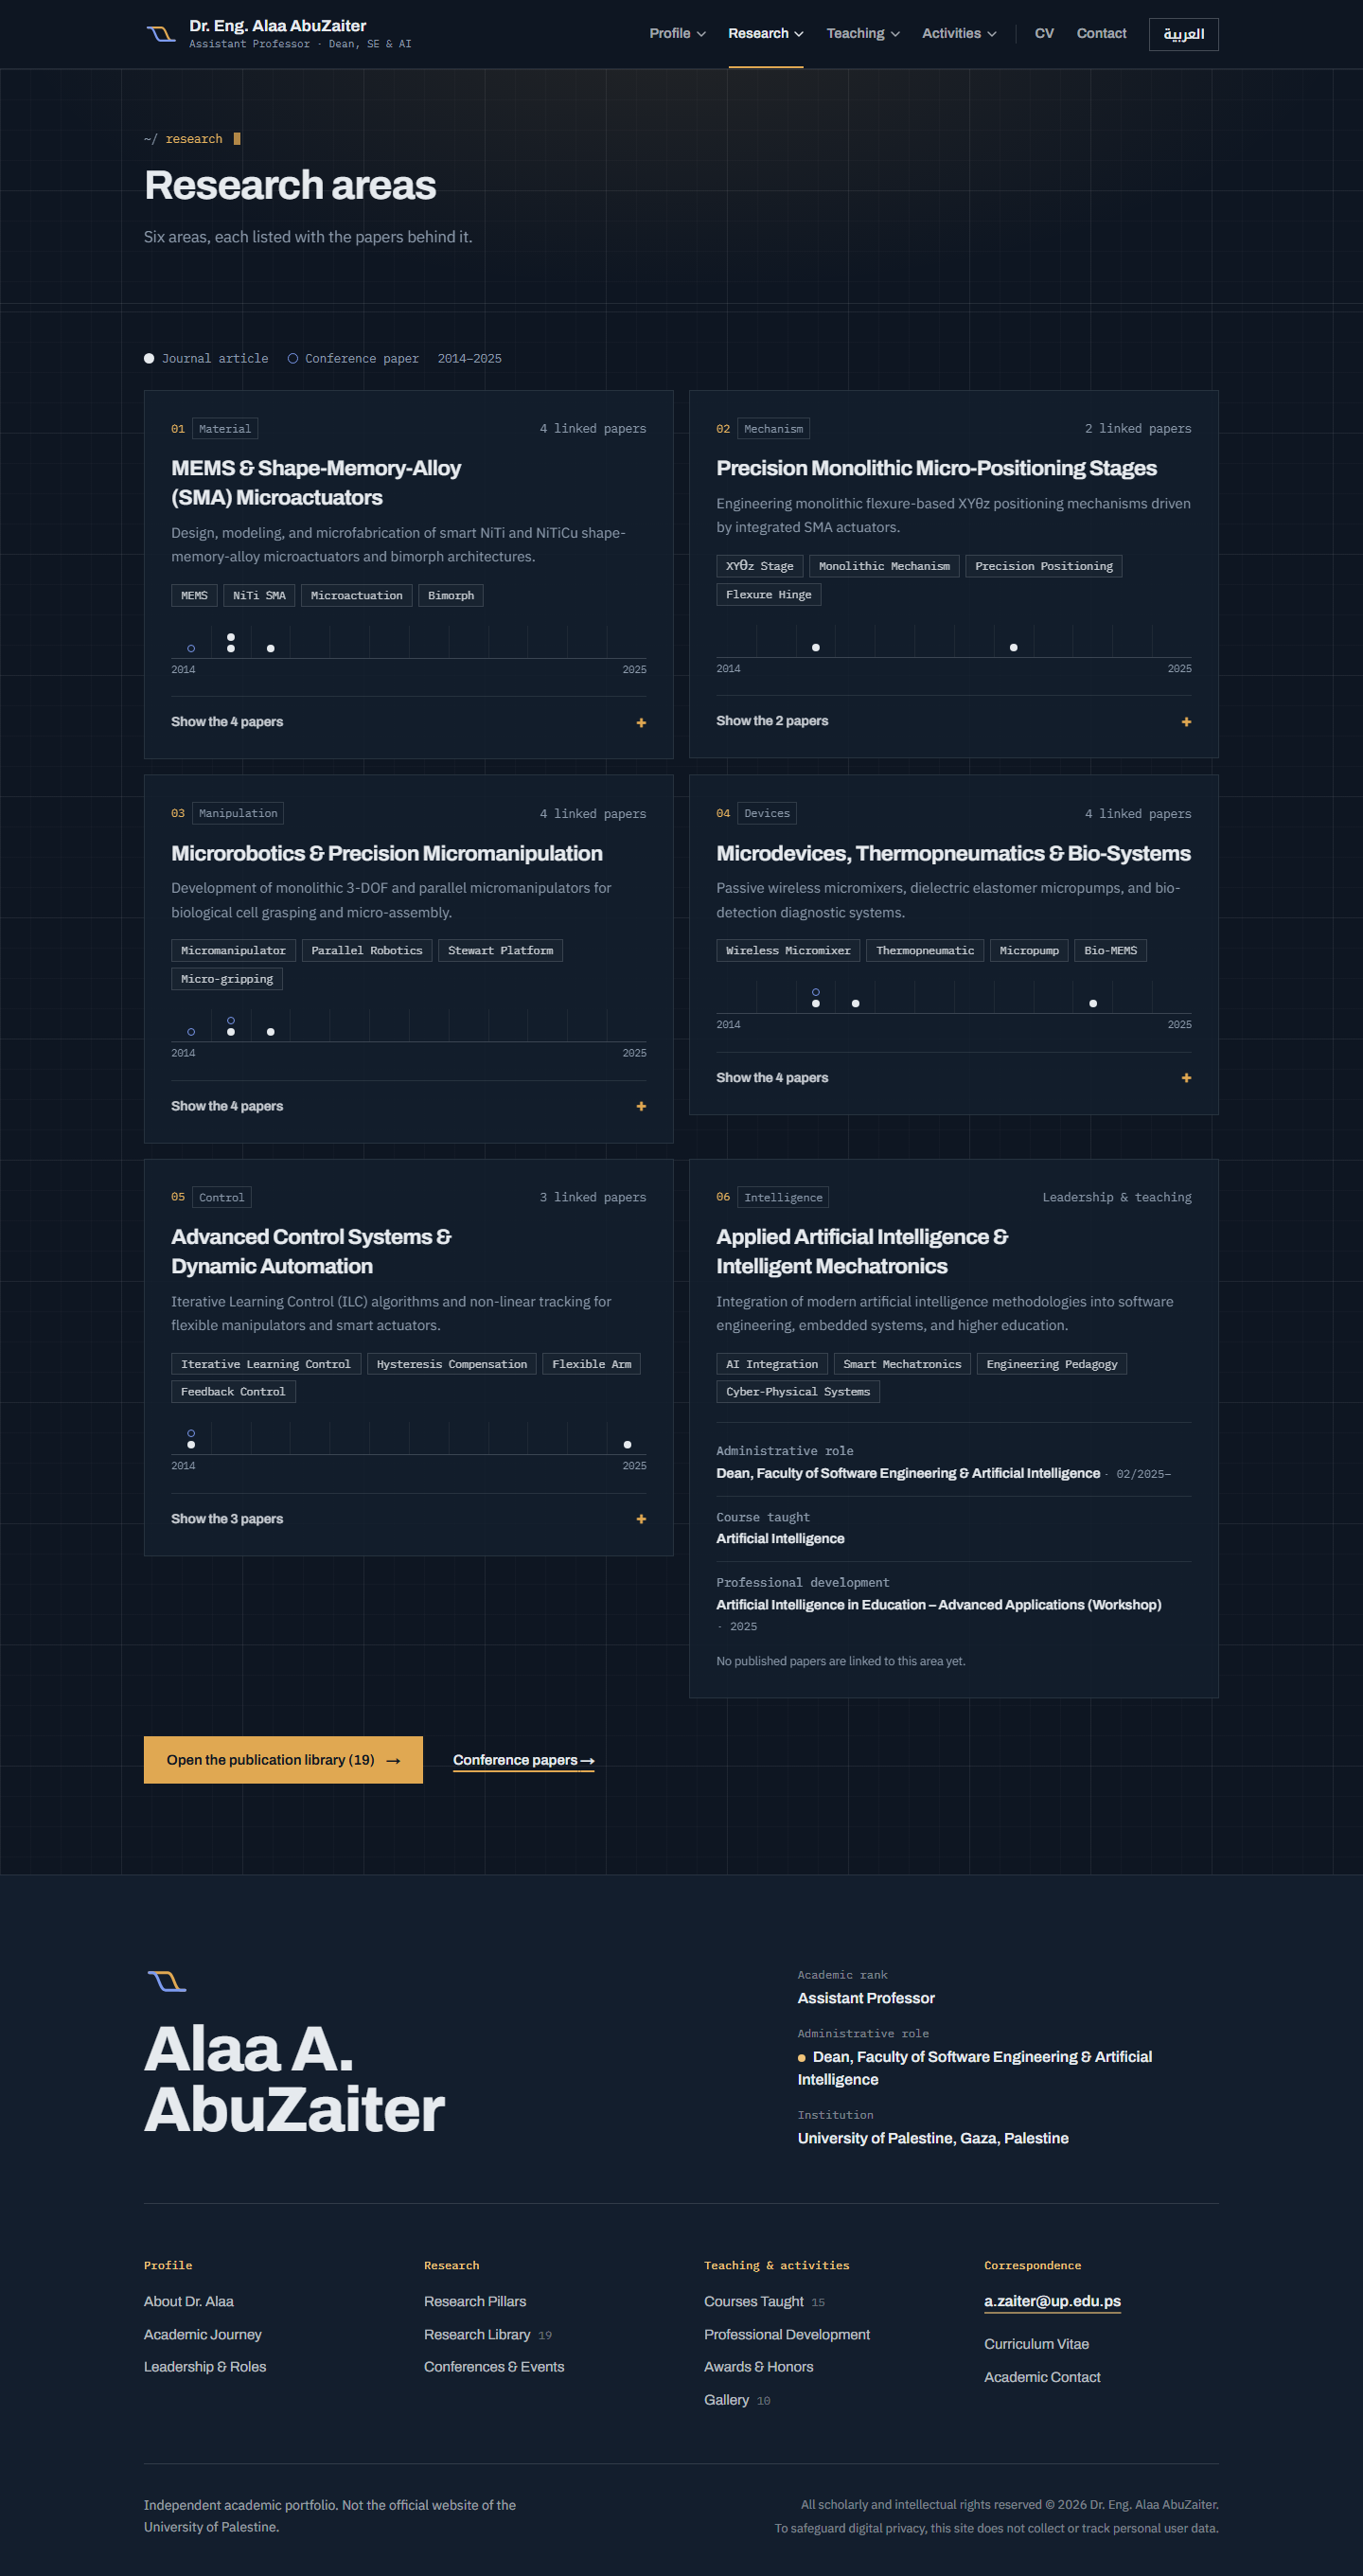 Dr. Eng. Alaa AbuZaiter
Assistant Professor · Dean, SE & AI
Profile
Research
Teaching
Activities
CV
Contact
العربية
~/ research
Research areas
Six areas, each listed with the papers behind it.
Journal article
Conference paper
2014–2025
01 Material
4 linked papers
MEMS & Shape-Memory-Alloy
(SMA) Microactuators
Design, modeling, and microfabrication of smart NiTi and NiTiCu shape-
memory-alloy microactuators and bimorph architectures.
MEMS
NiTi SMA
Microactuation
Bimorph
2014
2025
Show the 4 papers
+
02 Mechanism
2 linked papers
Precision Monolithic Micro-Positioning Stages
Engineering monolithic flexure-based XYθz positioning mechanisms driven
by integrated SMA actuators.
XYθz Stage
Monolithic Mechanism
Precision Positioning
Flexure Hinge
2014
2025
Show the 2 papers
+
03 Manipulation
4 linked papers
Microrobotics & Precision Micromanipulation
Development of monolithic 3-DOF and parallel micromanipulators for
biological cell grasping and micro-assembly.
Micromanipulator
Parallel Robotics
Stewart Platform
Micro-gripping
2014
2025
Show the 4 papers
+
04 Devices
4 linked papers
Microdevices, Thermopneumatics & Bio-Systems
Passive wireless micromixers, dielectric elastomer micropumps, and bio-
detection diagnostic systems.
Wireless Micromixer
Thermopneumatic
Micropump
Bio-MEMS
2014
2025
Show the 4 papers
+
05 Control
3 linked papers
Advanced Control Systems &
Dynamic Automation
Iterative Learning Control (ILC) algorithms and non-linear tracking for
flexible manipulators and smart actuators.
Iterative Learning Control
Hysteresis Compensation
Flexible Arm
Feedback Control
2014
2025
Show the 3 papers
+
06 Intelligence
Leadership & teaching
Applied Artificial Intelligence &
Intelligent Mechatronics
Integration of modern artificial intelligence methodologies into software
engineering, embedded systems, and higher education.
AI Integration
Smart Mechatronics
Engineering Pedagogy
Cyber-Physical Systems
Administrative role
Dean, Faculty of Software Engineering & Artificial Intelligence · 02/2025–
Course taught
Artificial Intelligence
Professional development
Artificial Intelligence in Education – Advanced Applications (Workshop)
· 2025
No published papers are linked to this area yet.
Open the publication library (19) →
Conference papers →
Alaa A.
AbuZaiter
Academic rank
Assistant Professor
Administrative role
Dean, Faculty of Software Engineering & Artificial
Intelligence
Institution
University of Palestine, Gaza, Palestine
Profile
About Dr. Alaa
Academic Journey
Leadership & Roles
Research
Research Pillars
Research Library 19
Conferences & Events
Teaching & activities
Courses Taught 15
Professional Development
Awards & Honors
Gallery 10
Correspondence
a.zaiter@up.edu.ps
Curriculum Vitae
Academic Contact
Independent academic portfolio. Not the official website of the
University of Palestine.
All scholarly and intellectual rights reserved © 2026 Dr. Eng. Alaa AbuZaiter.
To safeguard digital privacy, this site does not collect or track personal user data.